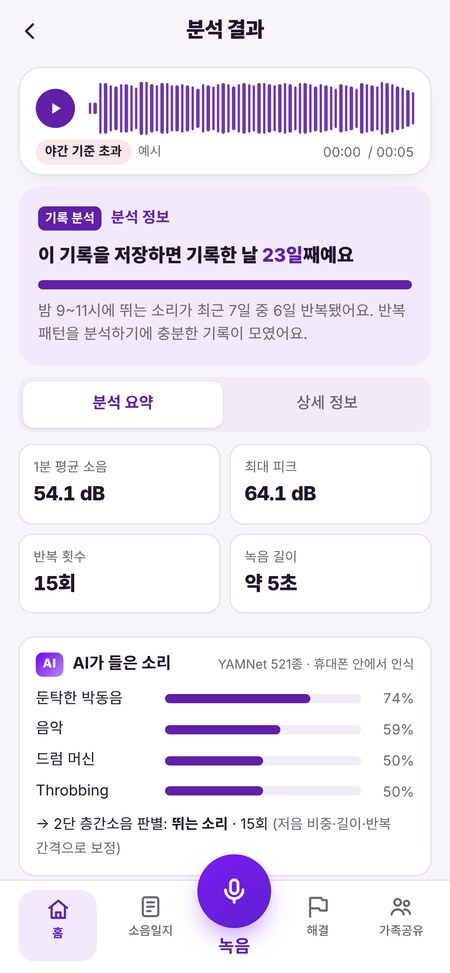 분석 결과
야간 기준 초과 예시 00:00 / 00:05
기록 분석 분석 정보
이 기록을 저장하면 기록한 날 23일째예요
밤 9~11시에 뛰는 소리가 최근 7일 중 6일 반복됐어요. 반복
패턴을 분석하기에 충분한 기록이 모였어요.
분석 요약 상세 정보
1분 평균 소음
54.1 dB
최대 피크
64.1 dB
반복 횟수
15회
녹음 길이
약 5초
AI AI가 들은 소리 YAMNet 521종 · 휴대폰 안에서 인식
둔탁한 박동음 74%
음악 59%
드럼 머신 50%
Throbbing 50%
→ 2단 층간소음 판별: 뛰는 소리 · 15회 (저음 비중·길이·반복
간격으로 보정)
홈
소음일지
녹음
해결
가족공유